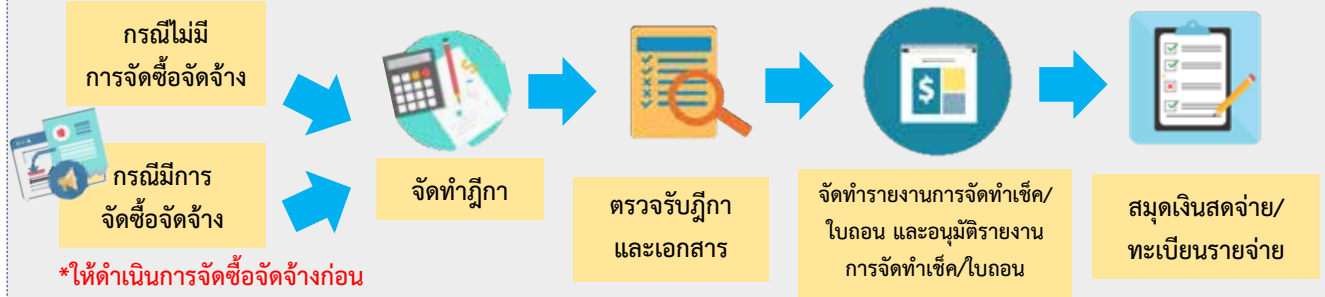 กรณีไม่มี
การจัดซื้อจัดจ้าง
กรณีมีการ
จัดซื้อจัดจ้าง
*ให้ดำเนินการจัดซื้อจัดจ้างก่อน
จัดทำฎีกา
ตรวจรับฎีกา
และเอกสาร
จัดทำรายงานการจัดทำเช็ค/
ใบถอน และอนุมัติรายงาน
การจัดทำเช็ค/ใบถอน
สมุดเงินสดจ่าย/
ทะเบียนรายจ่าย